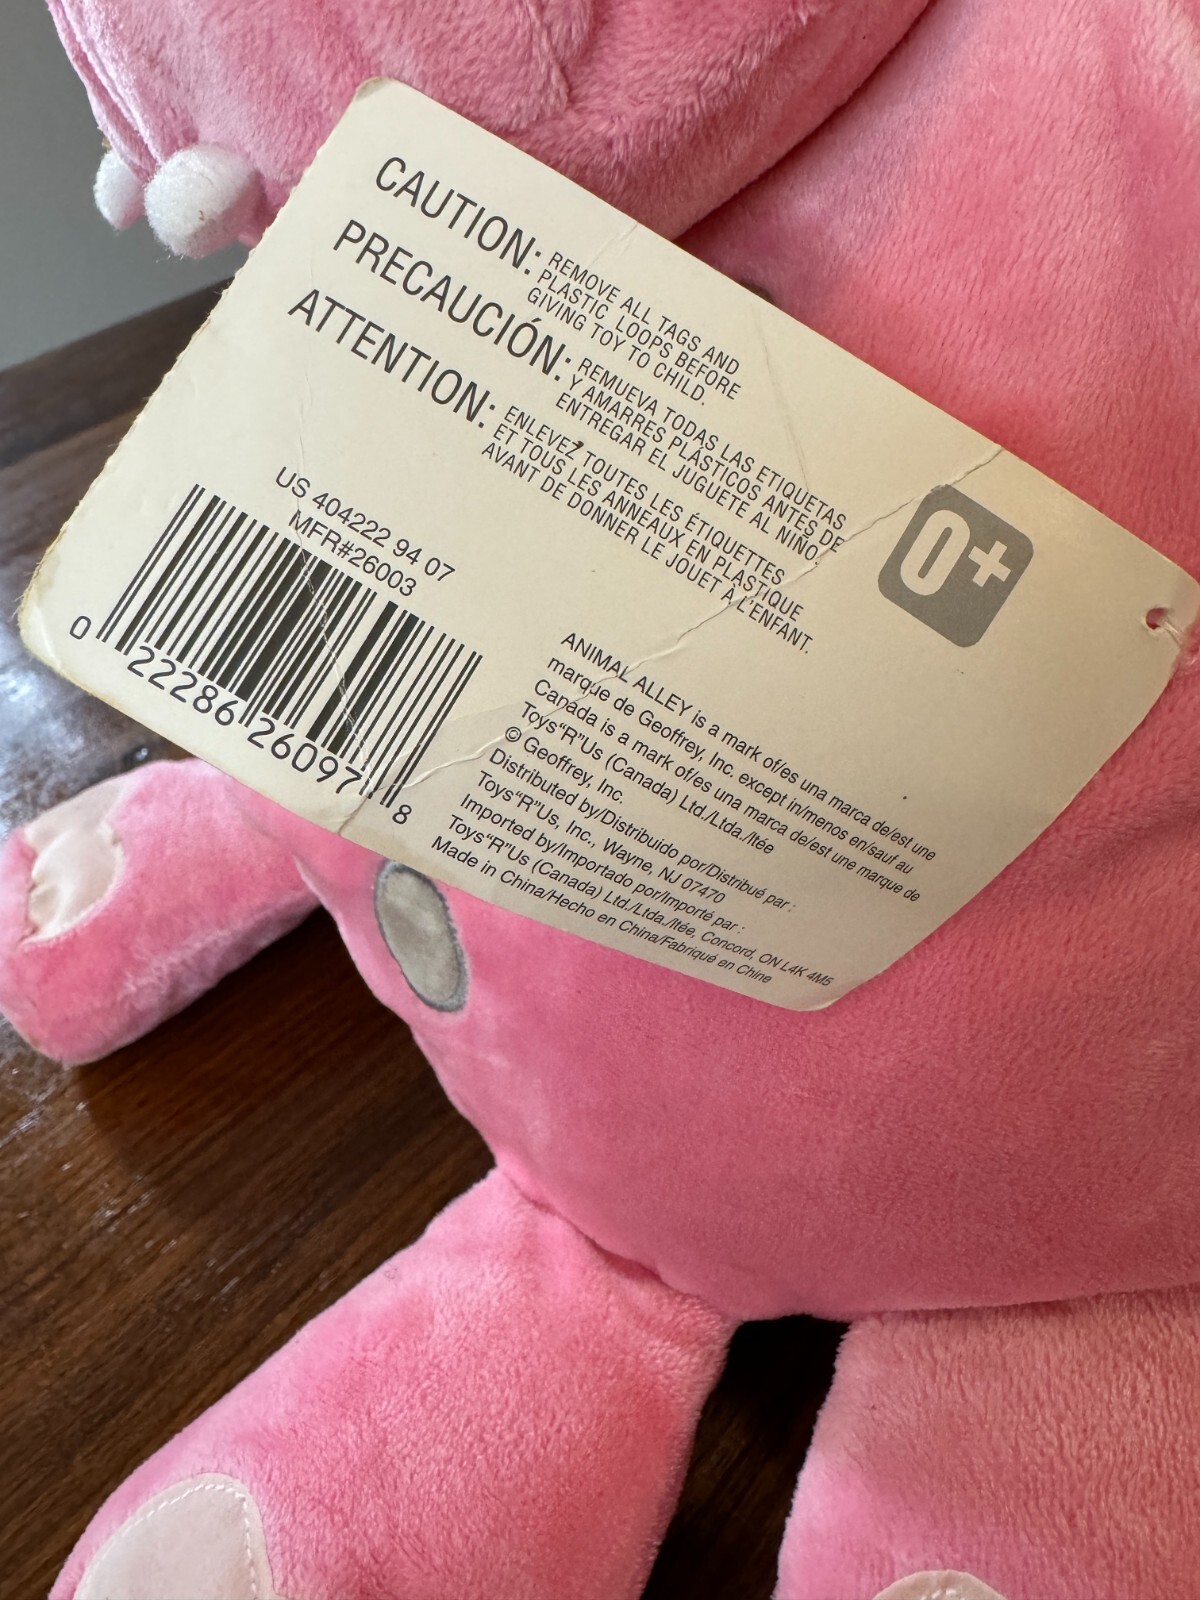 CAUTION: REMOVE ALL TAGS AND
PLASTIC LOOPS BEFORE
GIVING TOY TO CHILD.
PRECAUCIÓN: REMUEVA TODAS LAS ETIQUETAS
Y AMARRES PLÁSTICOS ANTES DE
ENTREGAR EL JUGUETE AL NIÑO.
ATTENTION: ENLEVEZ TOUTES LES ÉTIQUETTES
ET TOUS LES ANNEAUX EN PLASTIQUE
AVANT DE DONNER LE JOUET À L'ENFANT.
0+
US 404222 94 07
MFR#26003
0 22286 26097 8
ANIMAL ALLEY is a mark of/es una marca de/est une
marque de Geoffrey, Inc. except in/menos en/sauf au
Canada is a mark of/es una marca de/est une marque de
Toys"R"Us (Canada) Ltd./Ltda./ltée
© Geoffrey, Inc.
Distributed by/Distribuido por/Distribué par :
Toys"R"Us, Inc., Wayne, NJ 07470
Imported by/Importado por/Importé par :
Toys"R"Us (Canada) Ltd./Ltda./ltée, Concord, ON L4K 4M5
Made in China/Hecho en China/Fabriqué en Chine